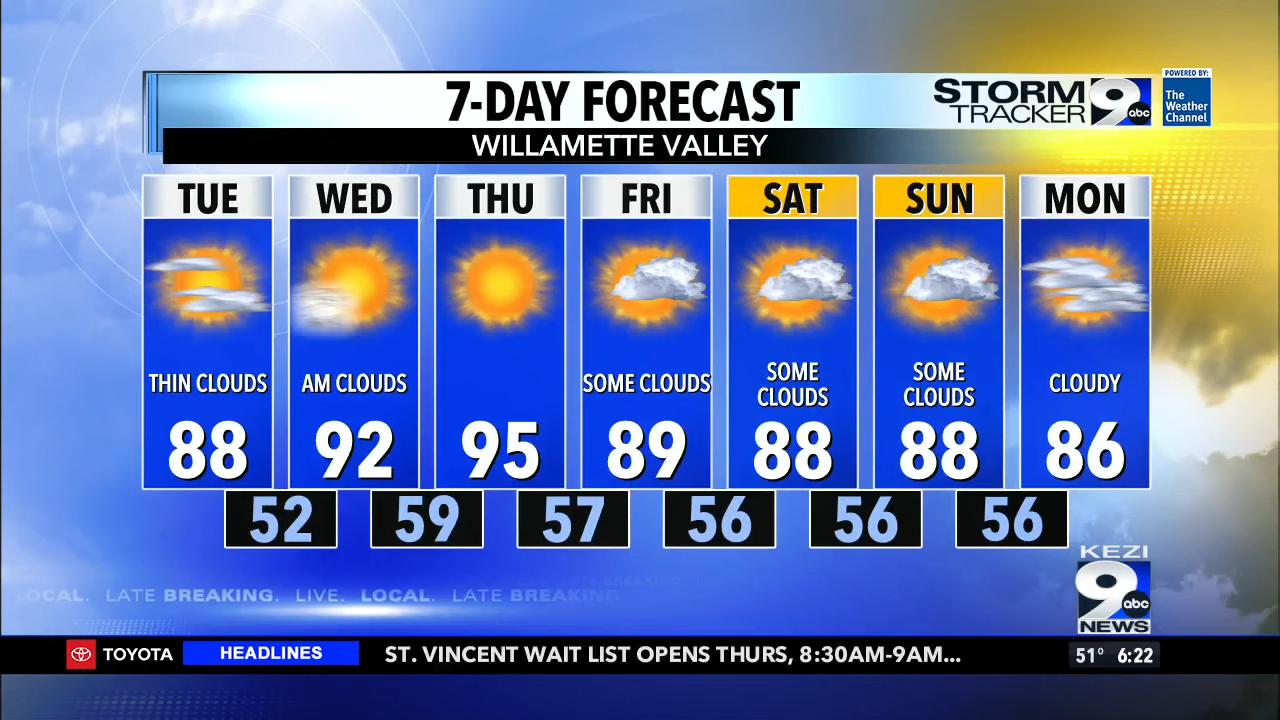 7-DAY FORECAST
WILLAMETTE VALLEY
STORM
TRACKER
9
abc
POWERED BY:
The
Weather
Channel
TUE WED THU FRI SAT SUN MON
THIN CLOUDS AM CLOUDS SOME CLOUDS SOME CLOUDS SOME CLOUDS CLOUDY
88 92 95 89 88 88 86
52 59 57 56 56 56
LOCAL. LATE BREAKING. LIVE. LOCAL. LATE BREAKING
KEZI
9
abc
NEWS
TOYOTA HEADLINES ST. VINCENT WAIT LIST OPENS THURS, 8:30AM-9AM... 51° 6:22